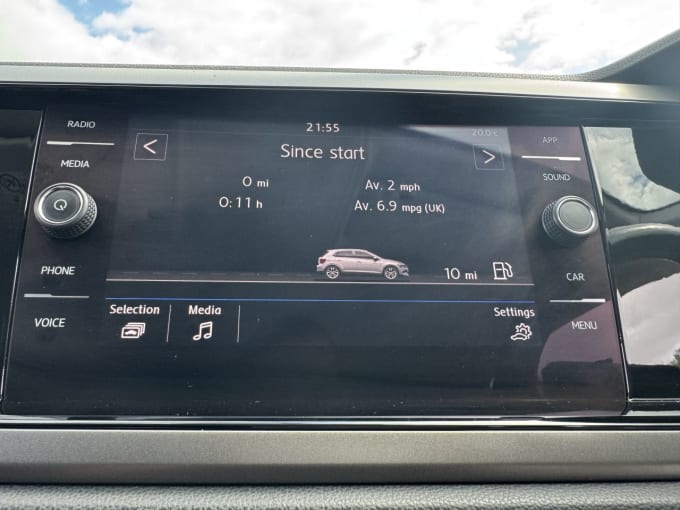 RADIO
21:55
20.0°C
APP
MEDIA
Since start
SOUND
0 mi
Av. 2 mph
0:11 h
Av. 6.9 mpg (UK)
PHONE
10 mi
CAR
Selection
Media
Settings
VOICE
MENU